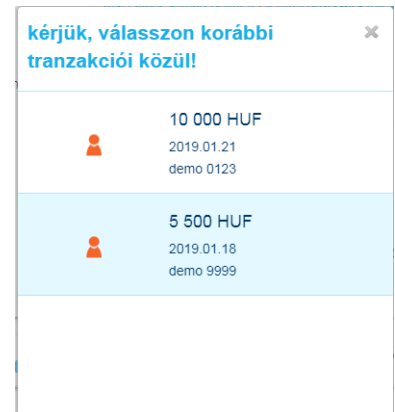 kérjük, válasszon korábbi
tranzakciói közül!
10 000 HUF
2019.01.21
demo 0123
5 500 HUF
2019.01.18
demo 9999